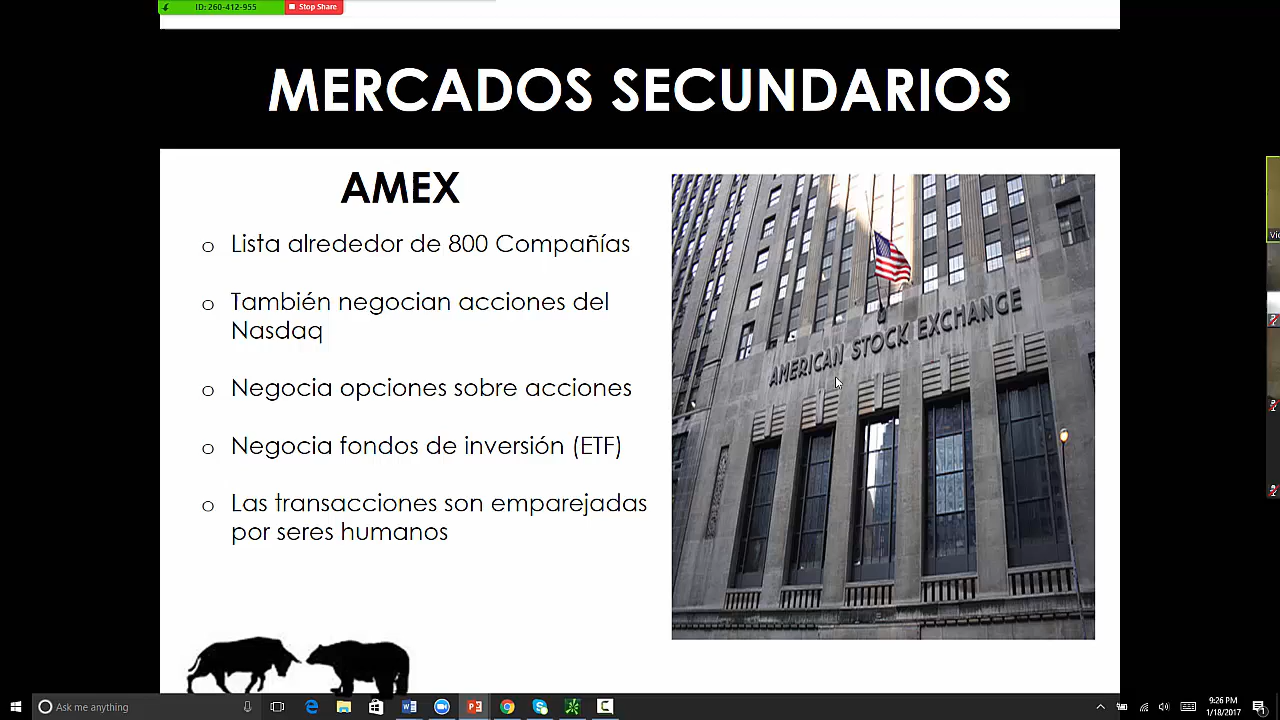 ID: 260-412-955
Stop Share
MERCADOS SECUNDARIOS
AMEX
o Lista alrededor de 800 Compañías
o También negocian acciones del
Nasdaq
o Negocia opciones sobre acciones
o Negocia fondos de inversión (ETF)
o Las transacciones son emparejadas
por seres humanos
AMERICAN STOCK EXCHANGE
Ask me anything
9:26 PM
1/18/2017